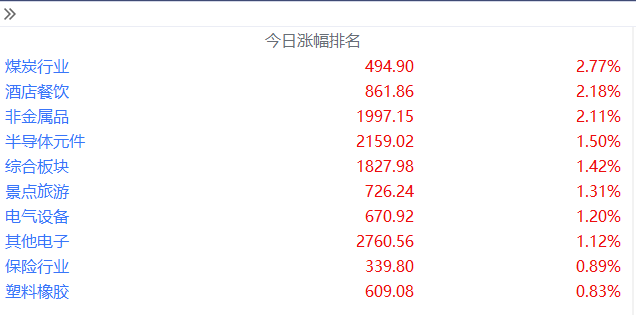 今日涨幅排名
煤炭行业 494.90 2.77%
酒店餐饮 861.86 2.18%
非金属品 1997.15 2.11%
半导体元件 2159.02 1.50%
综合板块 1827.98 1.42%
景点旅游 726.24 1.31%
电气设备 670.92 1.20%
其他电子 2760.56 1.12%
保险行业 339.80 0.89%
塑料橡胶 609.08 0.83%